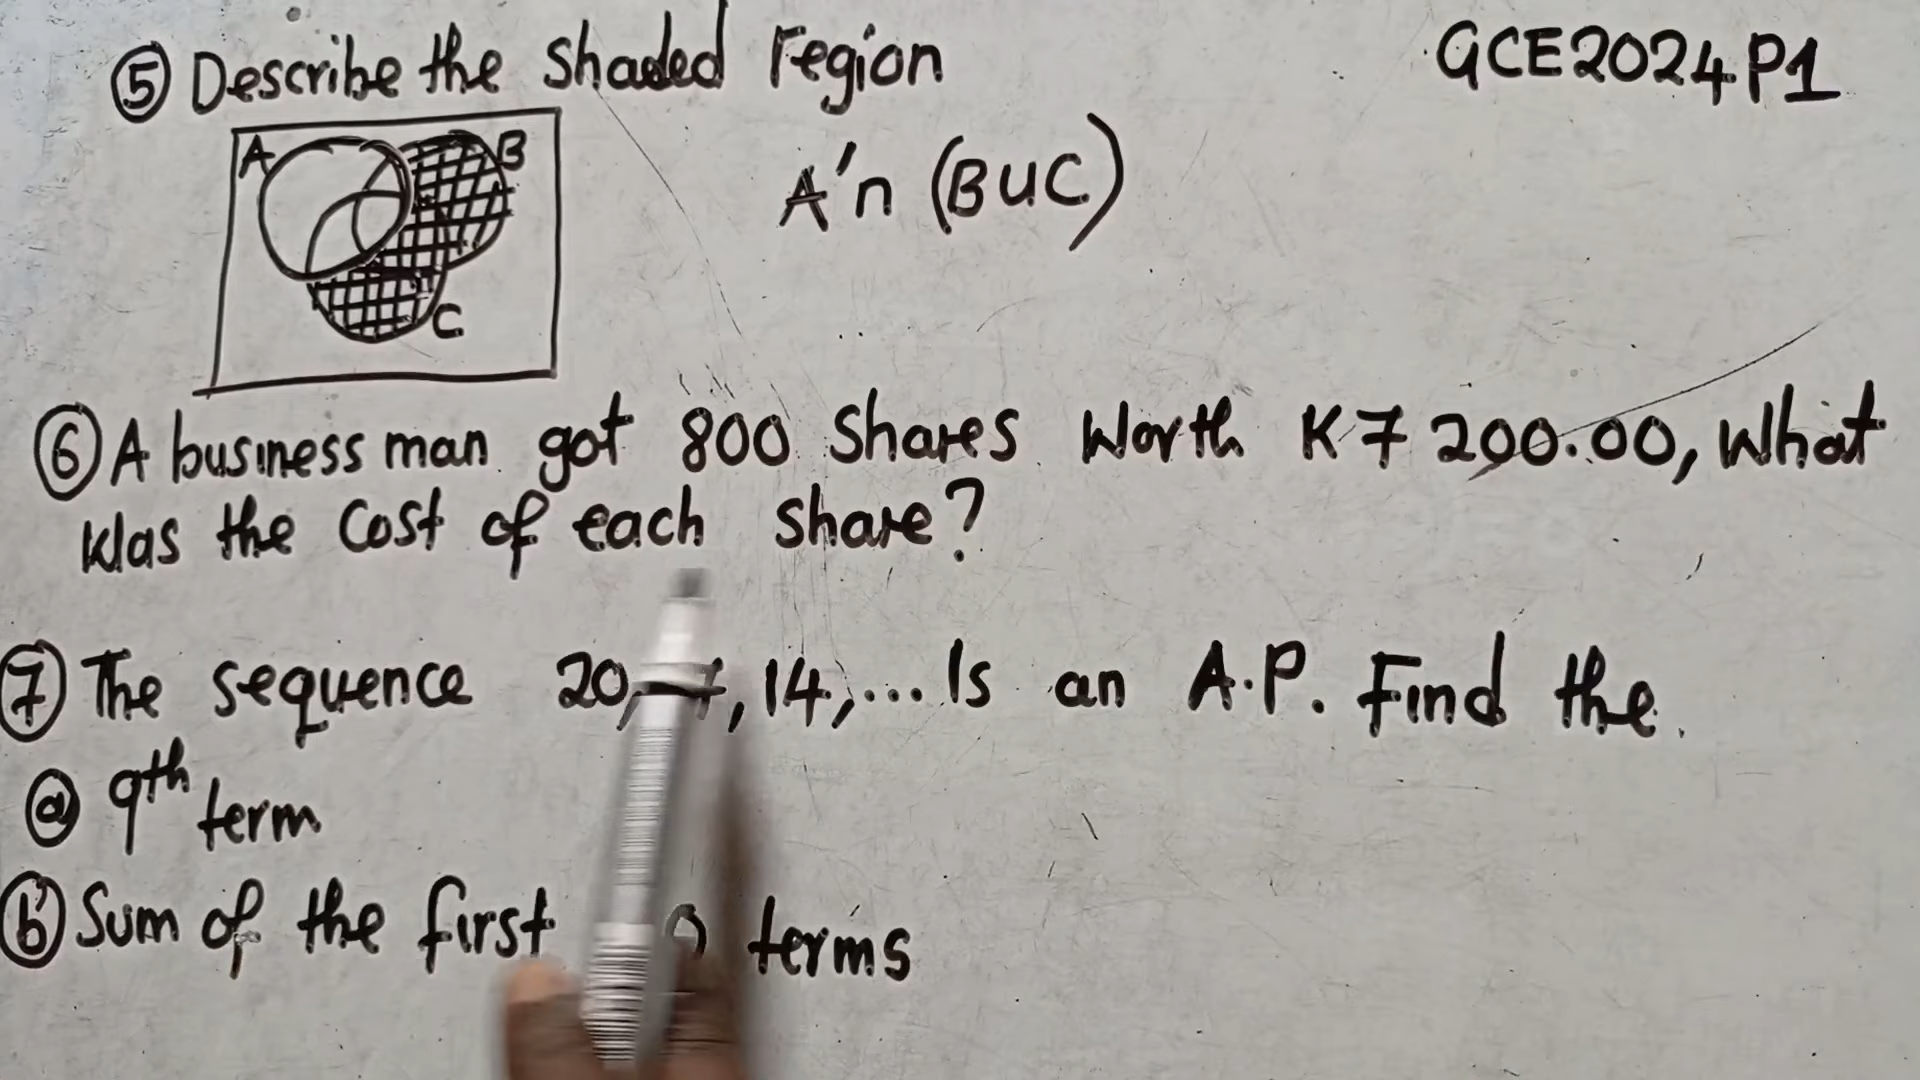 GCE 2024 P1
⑤ Describe the shaded region
A B C
A'n (BUC)
⑥ A business man got 800 shares worth K7 200.00, What
was the cost of each share?
⑦ The sequence 20, , 14,... Is an A.P. Find the
ⓐ 9th term
ⓑ Sum of the first terms